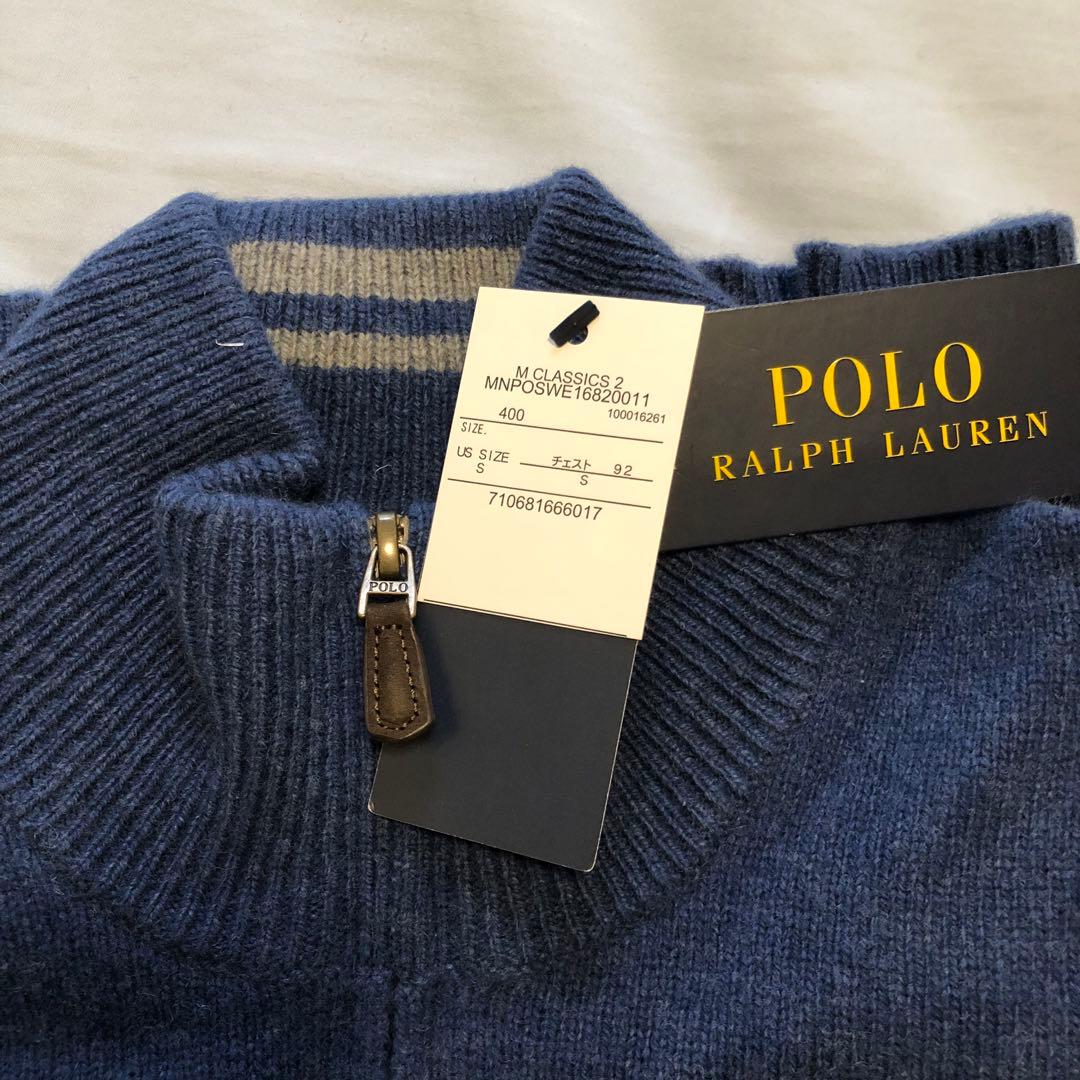 M CLASSICS 2
MNPOSWE16820011
400 100016261
SIZE.
US SIZE チェスト 92
S S
710681666017
POLO
RALPH LAUREN
POLO